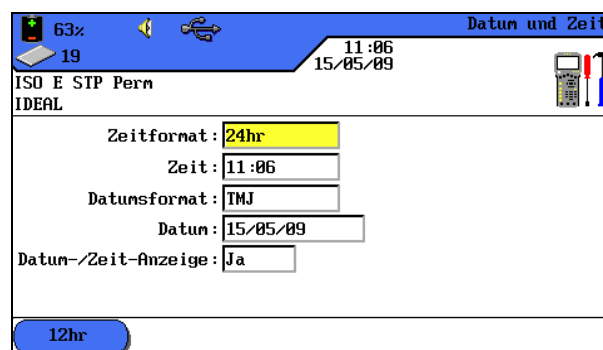 63% Datum und Zeit
19 11:06
15/05/09
ISO E STP Perm
IDEAL
Zeitformat: 24hr
Zeit: 11:06
Datumsformat: TMJ
Datum: 15/05/09
Datum-/Zeit-Anzeige: Ja
12hr